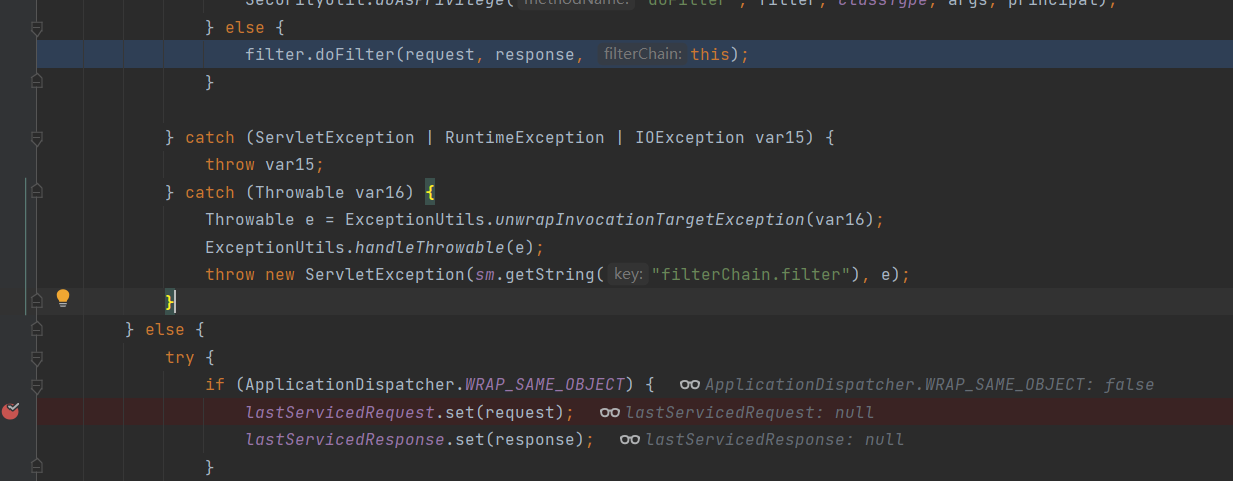 SecurityUtil.doAsPrivilege( methodName: "doFilter", filter, classType, args, principal);
} else {
filter.doFilter(request, response, filterChain: this);
}
} catch (ServletException | RuntimeException | IOException var15) {
throw var15;
} catch (Throwable var16) {
Throwable e = ExceptionUtils.unwrapInvocationTargetException(var16);
ExceptionUtils.handleThrowable(e);
throw new ServletException(sm.getString( key: "filterChain.filter"), e);
}
} else {
try {
if (ApplicationDispatcher.WRAP_SAME_OBJECT) { ApplicationDispatcher.WRAP_SAME_OBJECT: false
lastServicedRequest.set(request); lastServicedRequest: null
lastServicedResponse.set(response); lastServicedResponse: null
}